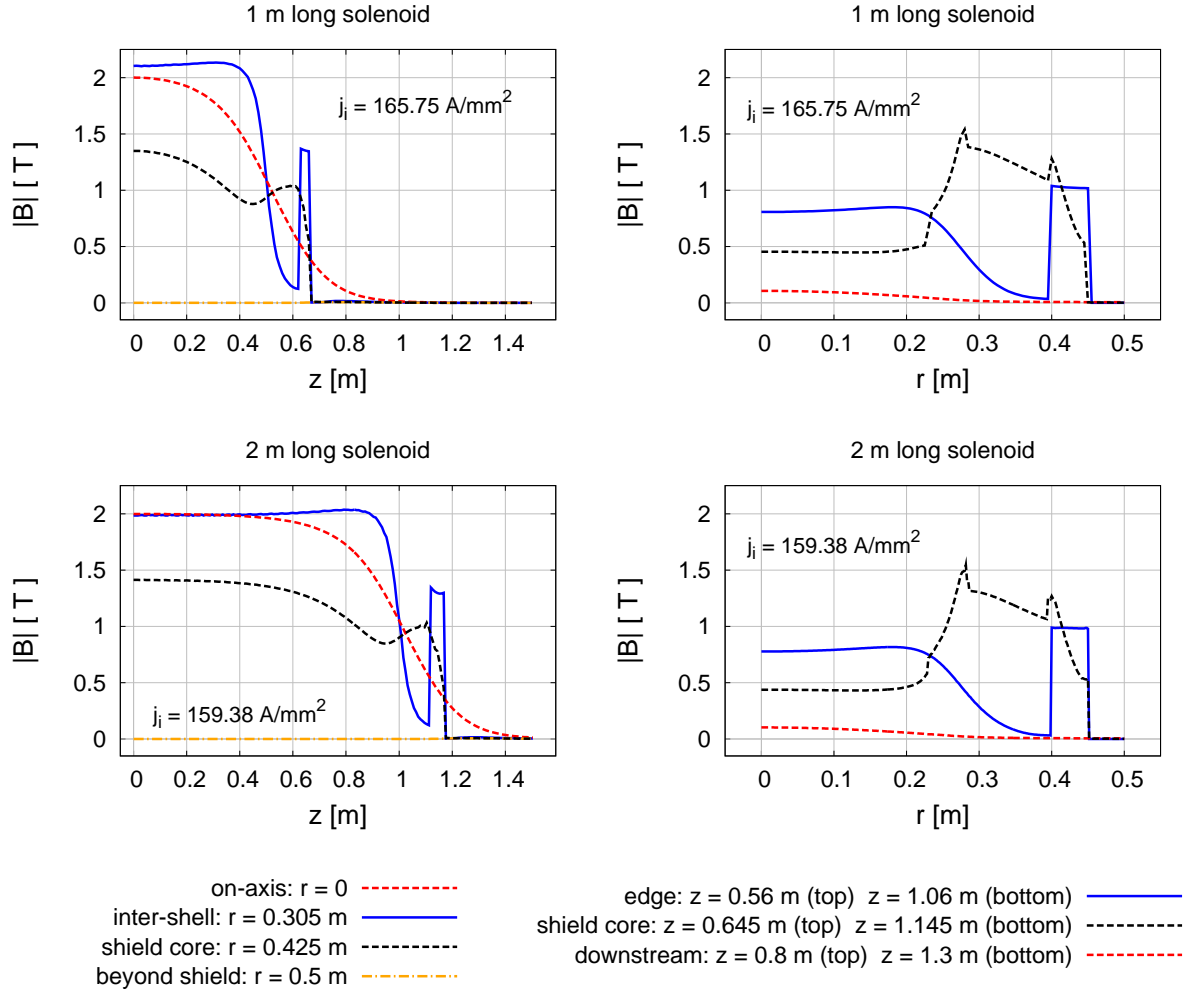 1 m long solenoid
|B| [ T ]
2
1.5
1
0.5
0
j_i = 165.75 A/mm^2
0 0.2 0.4 0.6 0.8 1 1.2 1.4
z [m]
1 m long solenoid
|B| [ T ]
2
1.5
1
0.5
0
j_i = 165.75 A/mm^2
0 0.1 0.2 0.3 0.4 0.5
r [m]
2 m long solenoid
|B| [ T ]
2
1.5
1
0.5
0
j_i = 159.38 A/mm^2
0 0.2 0.4 0.6 0.8 1 1.2 1.4
z [m]
2 m long solenoid
|B| [ T ]
2
1.5
1
0.5
0
j_i = 159.38 A/mm^2
0 0.1 0.2 0.3 0.4 0.5
r [m]
on-axis: r = 0
inter-shell: r = 0.305 m
shield core: r = 0.425 m
beyond shield: r = 0.5 m
edge: z = 0.56 m (top) z = 1.06 m (bottom)
shield core: z = 0.645 m (top) z = 1.145 m (bottom)
downstream: z = 0.8 m (top) z = 1.3 m (bottom)